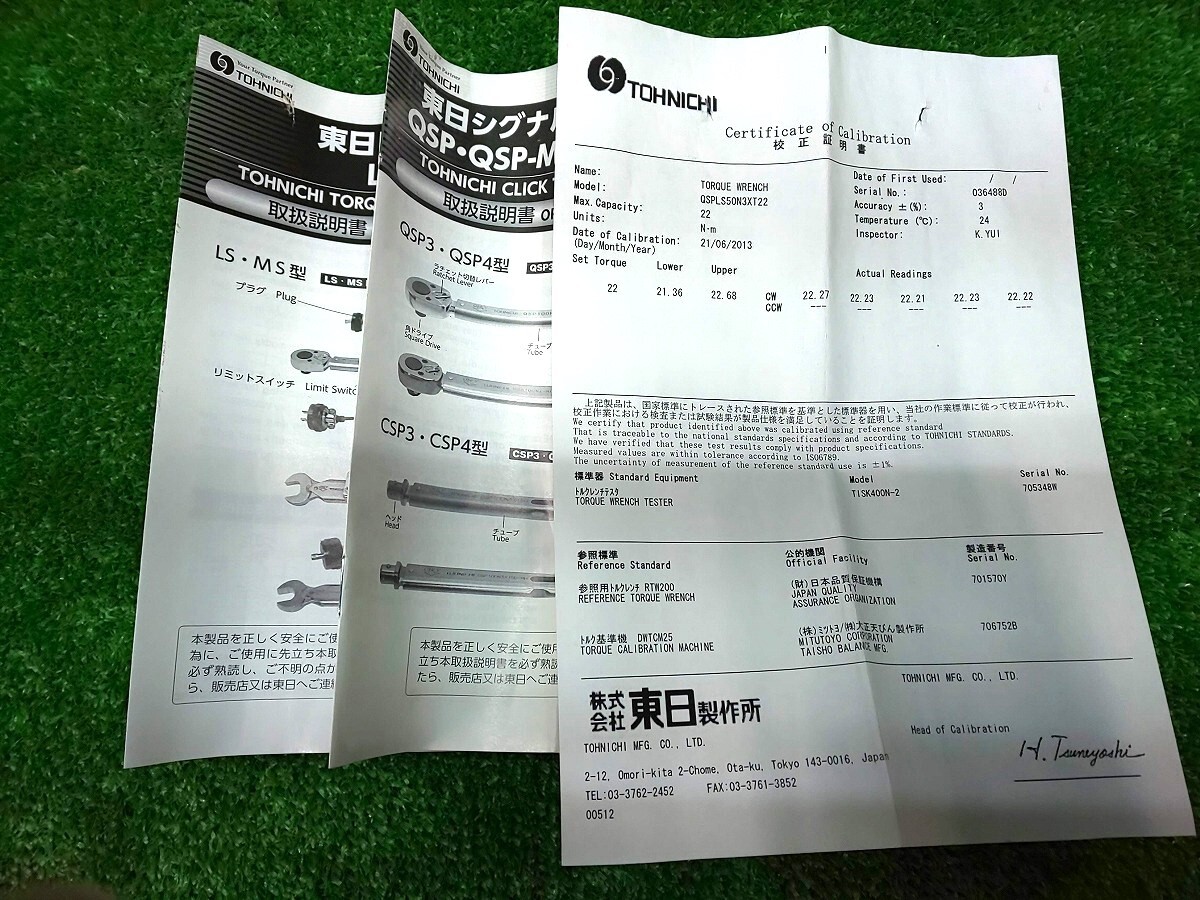 Your Torque Partner
TOHNICHI
東日
TOHNICHI TORQ
取扱説明書
LS・MS型
LS・MS
プラグ Plug
リミットスイッチ Limit Switc
本製品を正しく安全にご使
為に、ご使用に先立ち本取
必ず熟読し、ご不明の点が
ら、販売店又は東日へご連絡
TOHNICHI
東日シグナル
QSP・QSP-M
TOHNICHI CLICK T
取扱説明書 OP
QSP3・QSP4型
QSP3
ラチェット切替レバー
Ratchet Lever
角ドライブ
Square Drive
チューブ
Tube
CSP3・CSP4型
ヘッド
Head
チューブ
Tube
本製品を正しく安全にご使用
立ち本取扱説明書を必ず熟読
たら、販売店又は東日へご連
TOHNICHI
Certificate of Calibration
校正証明書
Name: TORQUE WRENCH
Model: QSPLS50N3XT22
Max.Capacity: 22
Units: N-m
Date of Calibration: 21/06/2013
(Day/Month/Year)
Date of First Used: / /
Serial No.: 036488D
Accuracy ±(%): 3
Temperature (℃): 24
Inspector: K.YUI
Set Torque Lower Upper Actual Readings
22 21.36 22.68 CW 22.27 22.23 22.21 22.23 22.22
CCW --- --- --- --- ---
上記製品は、国家標準にトレースされた参照標準を基準とした標準器を用い、当社の作業標準に従って校正が行われ、
校正作業における検査または試験結果が製品仕様を満足していることを証明します。
We certify that product identified above was calibrated using reference standard
That is traceable to the national standards specifications and according to TOHNICHI STANDARDS.
We have verified that these test results comply with product specifications.
Measured values are within tolerance according to ISO6789.
The uncertainty of measurement of the reference standard use is ±1%.
標準器 Standard Equipment Model Serial No.
トルクレンチテスタ
TORQUE WRENCH TESTER TISK400N-2 705348W
参照標準 公的機関 製造番号
Reference Standard Official Facility Serial No.
参照用トルクレンチ RTW200 (財)日本品質保証機構 701570Y
REFERENCE TORQUE WRENCH JAPAN QUALITY
ASSURANCE ORGANIZATION
トルク基準機 DWTCM25 (株)ミツトヨ/(株)大正天びん製作所 706752B
TORQUE CALIBRATION MACHINE MITUTOYO CORPORATION
TAISHO BALANCE MFG.
株式会社 東日製作所
TOHNICHI MFG. CO., LTD.
2-12, Omori-kita 2-Chome, Ota-ku, Tokyo 143-0016, Japan
TEL:03-3762-2452 FAX:03-3761-3852
00512
TOHNICHI MFG. CO., LTD.
Head of Calibration
H. Tsuneyoshi